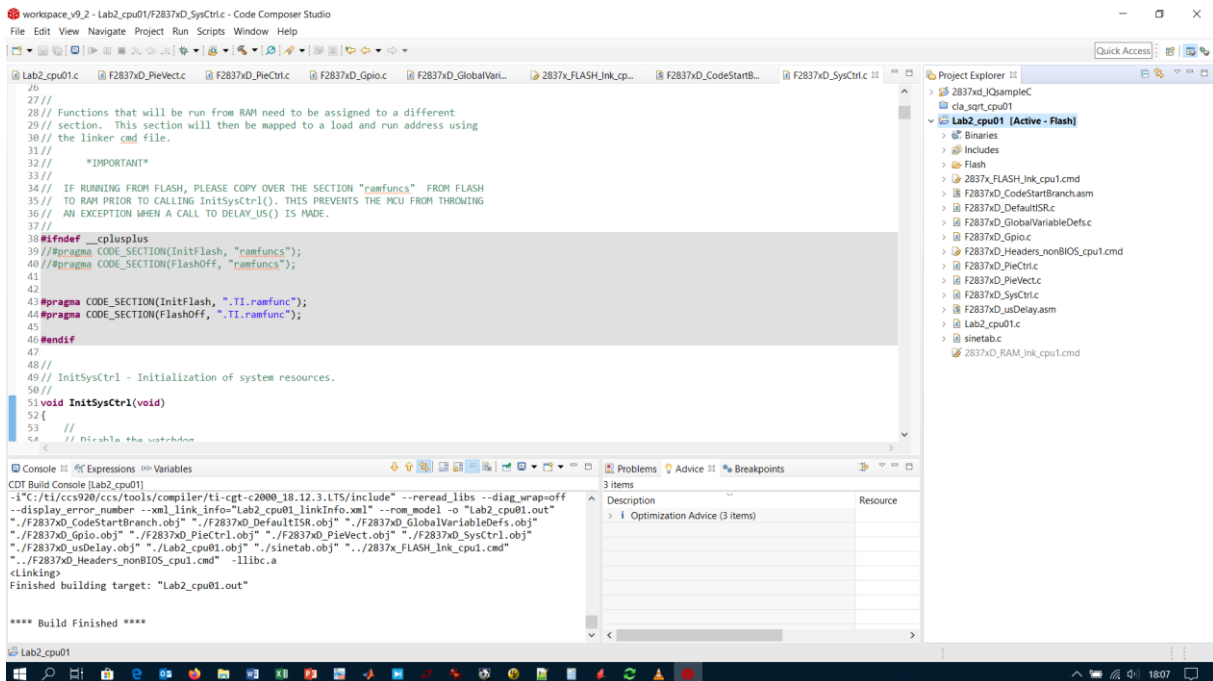 workspace_v9_2 - Lab2_cpu01/F2837xD_SysCtrl.c - Code Composer Studio
File Edit View Navigate Project Run Scripts Window Help
Quick Access
Lab2_cpu01.c F2837xD_PieVect.c F2837xD_PieCtrl.c F2837xD_Gpio.c F2837xD_GlobalVari... 2837x_FLASH_lnk_cp... F2837xD_CodeStartB... F2837xD_SysCtrl.c
26
27 //
28 // Functions that will be run from RAM need to be assigned to a different
29 // section. This section will then be mapped to a load and run address using
30 // the linker cmd file.
31 //
32 // *IMPORTANT*
33 //
34 // IF RUNNING FROM FLASH, PLEASE COPY OVER THE SECTION "ramfuncs" FROM FLASH
35 // TO RAM PRIOR TO CALLING InitSysCtrl(). THIS PREVENTS THE MCU FROM THROWING
36 // AN EXCEPTION WHEN A CALL TO DELAY_US() IS MADE.
37 //
38 #ifndef __cplusplus
39 //#pragma CODE_SECTION(InitFlash, "ramfuncs");
40 //#pragma CODE_SECTION(FlashOff, "ramfuncs");
41
42
43 #pragma CODE_SECTION(InitFlash, ".TI.ramfunc");
44 #pragma CODE_SECTION(FlashOff, ".TI.ramfunc");
45
46 #endif
47
48 //
49 // InitSysCtrl - Initialization of system resources.
50 //
51 void InitSysCtrl(void)
52 {
53 //
54 // Disable the watchdog
Project Explorer
2837xd_IQsampleC
cla_sqrt_cpu01
Lab2_cpu01 [Active - Flash]
Binaries
Includes
Flash
2837x_FLASH_lnk_cpu1.cmd
F2837xD_CodeStartBranch.asm
F2837xD_DefaultISR.c
F2837xD_GlobalVariableDefs.c
F2837xD_Gpio.c
F2837xD_Headers_nonBIOS_cpu1.cmd
F2837xD_PieCtrl.c
F2837xD_PieVect.c
F2837xD_SysCtrl.c
F2837xD_usDelay.asm
Lab2_cpu01.c
sinetab.c
2837xD_RAM_lnk_cpu1.cmd
Console Expressions Variables
CDT Build Console [Lab2_cpu01]
-i"C:/ti/ccs920/ccs/tools/compiler/ti-cgt-c2000_18.12.3.LTS/include" --reread_libs --diag_wrap=off
--display_error_number --xml_link_info="Lab2_cpu01_linkInfo.xml" --rom_model -o "Lab2_cpu01.out"
"./F2837xD_CodeStartBranch.obj" "./F2837xD_DefaultISR.obj" "./F2837xD_GlobalVariableDefs.obj"
"./F2837xD_Gpio.obj" "./F2837xD_PieCtrl.obj" "./F2837xD_PieVect.obj" "./F2837xD_SysCtrl.obj"
"./F2837xD_usDelay.obj" "./Lab2_cpu01.obj" "./sinetab.obj" "../2837x_FLASH_lnk_cpu1.cmd"
"../F2837xD_Headers_nonBIOS_cpu1.cmd" -llibc.a
<Linking>
Finished building target: "Lab2_cpu01.out"
**** Build Finished ****
Problems Advice Breakpoints
3 items
Description Resource
Optimization Advice (3 items)
Lab2_cpu01
18:07